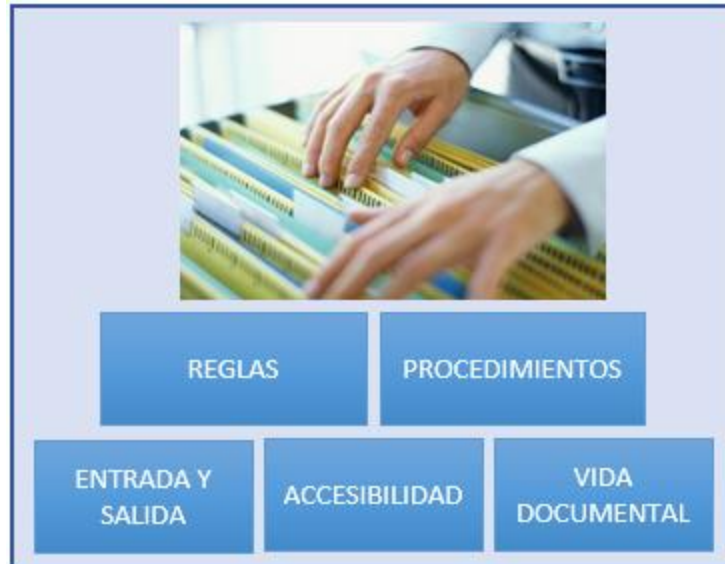 REGLAS
PROCEDIMIENTOS
ENTRADA Y
SALIDA
ACCESIBILIDAD
VIDA
DOCUMENTAL